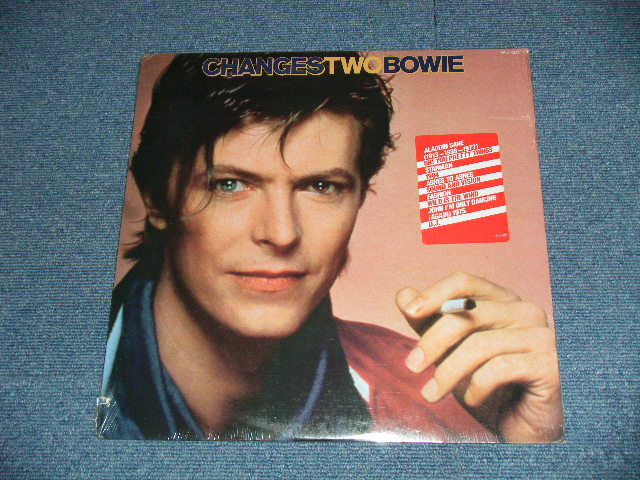 CHANGESTWOBOWIE
ALADDIN SANE
(1913–1938–197?)
OH! YOU PRETTY THINGS
STARMAN
1984
ASHES TO ASHES
SOUND AND VISION
FASHION
WILD IS THE WIND
JOHN I'M ONLY DANCING
(AGAIN) 1975
D.J.